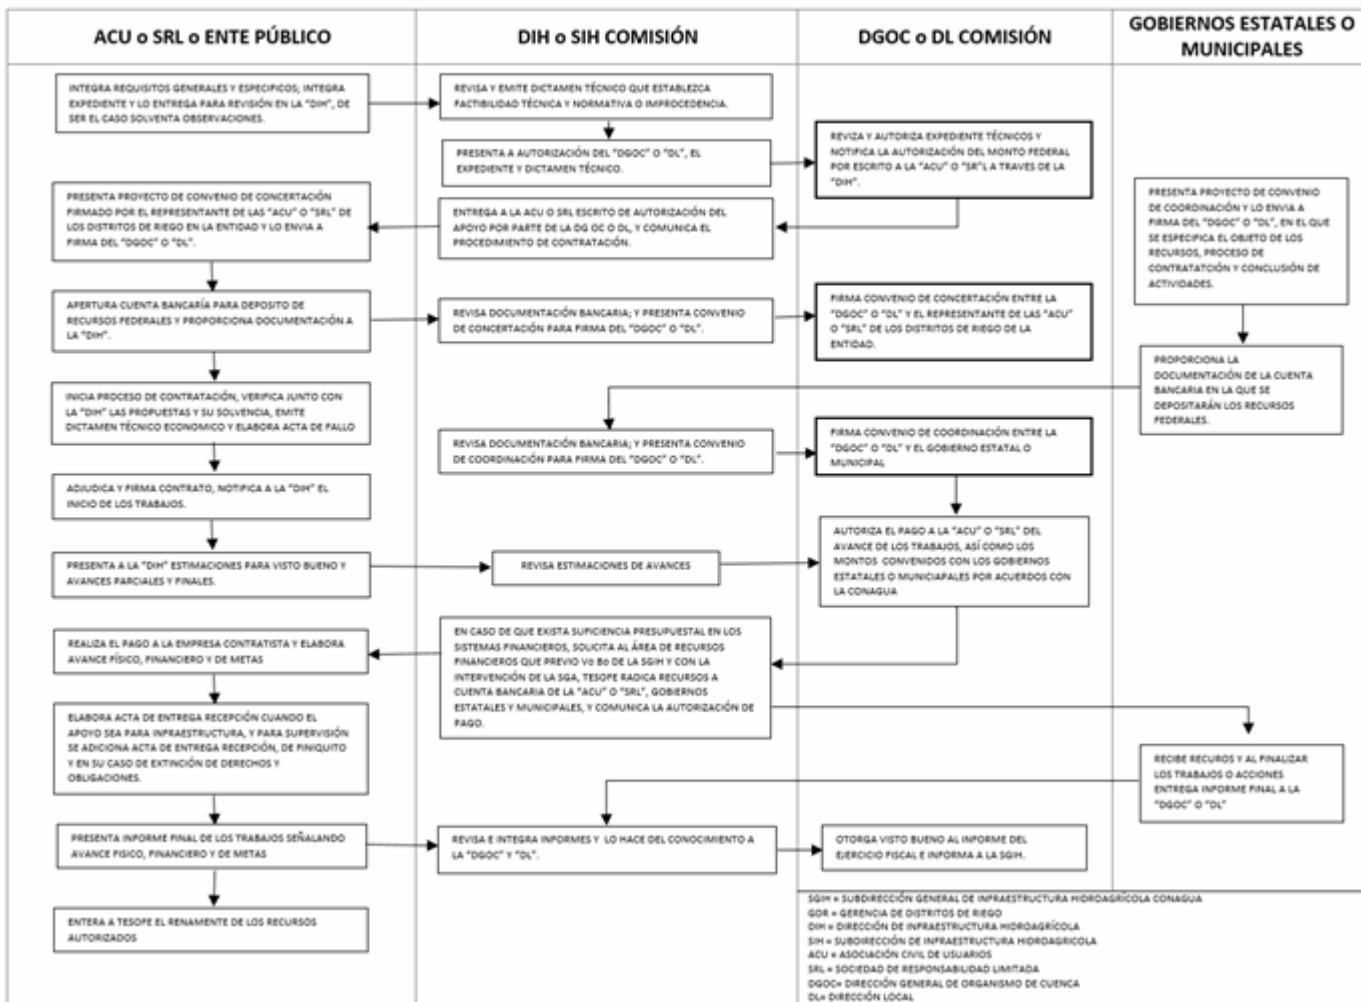 ACU o SRL o ENTE PÚBLICO
DIH o SIH COMISIÓN
DGOC o DL COMISIÓN
GOBIERNOS ESTATALES O
MUNICIPALES
INTEGRA REQUISITOS GENERALES Y ESPECIFICOS; INTEGRA
EXPEDIENTE Y LO ENTREGA PARA REVISIÓN EN LA "DIH", DE
SER EL CASO SOLVENTA OBSERVACIONES.
REVISA Y EMITE DICTAMEN TÉCNICO QUE ESTABLEZCA
FACTIBILIDAD TÉCNICA Y NORMATIVA O IMPROCEDENCIA.
PRESENTA A AUTORIZACIÓN DEL "DGOC" O "DL", EL
EXPEDIENTE Y DICTAMEN TÉCNICO.
REVIZA Y AUTORIZA EXPEDIENTE TÉCNICOS Y
NOTIFICA LA AUTORIZACIÓN DEL MONTO FEDERAL
POR ESCRITO A LA "ACU" O "SR"L A TRAVES DE LA
"DIH".
PRESENTA PROYECTO DE CONVENIO DE CONCERTACIÓN
FIRMADO POR EL REPRESENTANTE DE LAS "ACU" O "SRL" DE
LOS DISTRITOS DE RIEGO EN LA ENTIDAD Y LO ENVIA A
FIRMA DEL "DGOC" O "DL".
ENTREGA A LA ACU O SRL ESCRITO DE AUTORIZACIÓN DEL
APOYO POR PARTE DE LA DG OC O DL, Y COMUNICA EL
PROCEDIMIENTO DE CONTRATACIÓN.
PRESENTA PROYECTO DE CONVENIO DE
COORDINACIÓN Y LO ENVIA A
FIRMA DEL "DGOC" O "DL", EN EL QUE
SE ESPECIFICA EL OBJETO DE LOS
RECURSOS, PROCESO DE
CONTRATATCIÓN Y CONCLUSIÓN DE
ACTIVIDADES.
APERTURA CUENTA BANCARÍA PARA DEPOSITO DE
RECURSOS FEDERALES Y PROPORCIONA DOCUMENTACIÓN A
LA "DIH".
REVISA DOCUMENTACIÓN BANCARIA; Y PRESENTA CONVENIO
DE CONCERTACIÓN PARA FIRMA DEL "DGOC" O "DL".
FIRMA CONVENIO DE CONCERTACIÓN ENTRE LA
"DGOC" O "DL" Y EL REPRESENTANTE DE LAS "ACU"
O "SRL" DE LOS DISTRITOS DE RIEGO DE LA
ENTIDAD.
PROPORCIONA LA
DOCUMENTACIÓN DE LA CUENTA
BANCARIA EN LA QUE SE
DEPOSITARÁN LOS RECURSOS
FEDERALES.
INICIA PROCESO DE CONTRATACIÓN, VERIFICA JUNTO CON
LA "DIH" LAS PROPUESTAS Y SU SOLVENCIA, EMITE
DICTAMEN TÉCNICO ECONOMICO Y ELABORA ACTA DE FALLO
REVISA DOCUMENTACIÓN BANCARIA; Y PRESENTA CONVENIO
DE COORDINACIÓN PARA FIRMA DEL "DGOC" O "DL".
FIRMA CONVENIO DE COORDINACIÓN ENTRE LA
"DGOC" O "DL" Y EL GOBIERNO ESTATAL O
MUNICIPAL
ADJUDICA Y FIRMA CONTRATO, NOTIFICA A LA "DIH" EL
INICIO DE LOS TRABAJOS.
AUTORIZA EL PAGO A LA "ACU" O "SRL" DEL
AVANCE DE LOS TRABAJOS, ASÍ COMO LOS
MONTOS CONVENIDOS CON LOS GOBIERNOS
ESTATALES O MUNICIAPALES POR ACUERDOS CON
LA CONAGUA
PRESENTA A LA "DIH" ESTIMACIONES PARA VISTO BUENO Y
AVANCES PARCIALES Y FINALES.
REVISA ESTIMACIONES DE AVANCES
REALIZA EL PAGO A LA EMPRESA CONTRATISTA Y ELABORA
AVANCE FÍSICO, FINANCIERO Y DE METAS
EN CASO DE QUE EXISTA SUFICIENCIA PRESUPUESTAL EN LOS
SISTEMAS FINANCIEROS, SOLICITA AL ÁREA DE RECURSOS
FINANCIEROS QUE PREVIO Vo Bo DE LA SGIH Y CON LA
INTERVENCIÓN DE LA SGA, TESOFE RADICA RECURSOS A
CUENTA BANCARIA DE LA "ACU" O "SRL", GOBIERNOS
ESTATALES Y MUNICIPALES, Y COMUNICA LA AUTORIZACIÓN DE
PAGO.
ELABORA ACTA DE ENTREGA RECEPCIÓN CUANDO EL
APOYO SEA PARA INFRAESTRUCTURA, Y PARA SUPERVISIÓN
SE ADICIONA ACTA DE ENTREGA RECEPCIÓN, DE FINIQUITO
Y EN SU CASO DE EXTINCIÓN DE DERECHOS Y
OBLIGACIONES.
RECIBE RECUROS Y AL FINALIZAR
LOS TRABAJOS O ACCIONES
ENTREGA INFORME FINAL A LA
"DGOC" O "DL"
PRESENTA INFORME FINAL DE LOS TRABAJOS SEÑALANDO
AVANCE FISICO, FINANCIERO Y DE METAS
REVISA E INTEGRA INFORMES Y LO HACE DEL CONOCIMIENTO A
LA "DGOC" Y "DL".
OTORGA VISTO BUENO AL INFORME DEL
EJERCICIO FISCAL E INFORMA A LA SGIH.
ENTERA A TESOFE EL RENAMENTE DE LOS RECURSOS
AUTORIZADOS
SGIH = SUBDIRECCIÓN GENERAL DE INFRAESTRUCTURA HIDROAGRÍCOLA CONAGUA
GDR = GERENCIA DE DISTRITOS DE RIEGO
DIH = DIRECCIÓN DE INFRAESTRUCTURA HIDROAGRÍCOLA
SIH = SUBDIRECCIÓN DE INFRAESTRUCTURA HIDROAGRICOLA
ACU = ASOCIACIÓN CIVIL DE USUARIOS
SRL = SOCIEDAD DE RESPONSABILIDAD LIMITADA
DGOC= DIRECCIÓN GENERAL DE ORGANISMO DE CUENCA
DL= DIRECCIÓN LOCAL